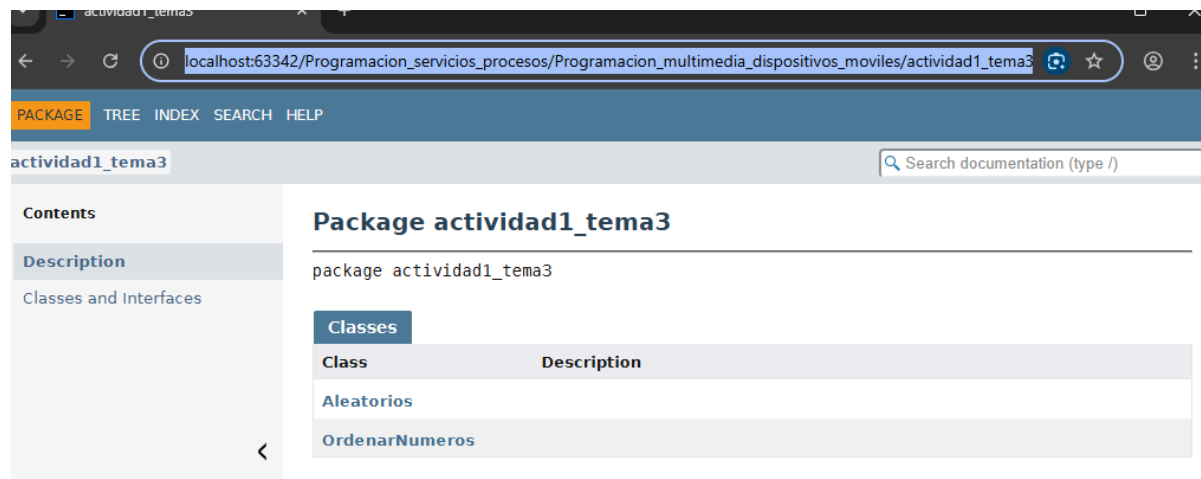 actividad1_tema3
localhost:63342/Programacion_servicios_procesos/Programacion_multimedia_dispositivos_moviles/actividad1_tema3
PACKAGE TREE INDEX SEARCH HELP
actividad1_tema3
Search documentation (type /)
Contents
Description
Classes and Interfaces
Package actividad1_tema3
package actividad1_tema3
Classes
Class Description
Aleatorios
OrdenarNumeros